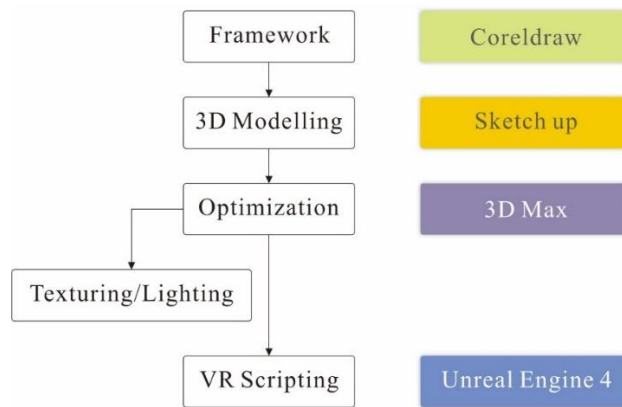 Framework
Coreldraw
3D Modelling
Sketch up
Optimization
3D Max
Texturing/Lighting
VR Scripting
Unreal Engine 4